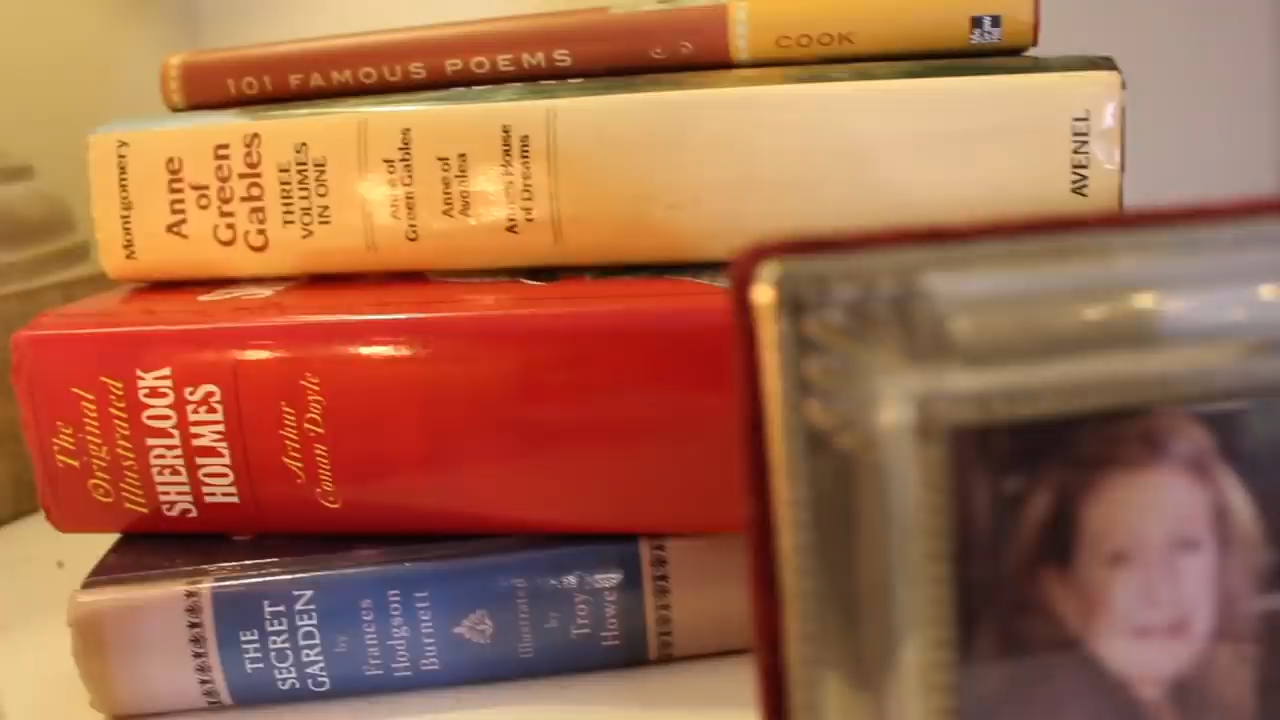 101 FAMOUS POEMS
COOK
Montgomery
Anne
of
Green
Gables
THREE
VOLUMES
IN ONE
Anne of
Green Gables
Anne of
Avonlea
Anne's House
of Dreams
AVENEL
The
Original
Illustrated
SHERLOCK
HOLMES
Arthur
Conan Doyle
THE
SECRET
GARDEN
by
Frances
Hodgson
Burnett
Illustrated
by
Troy
Howell